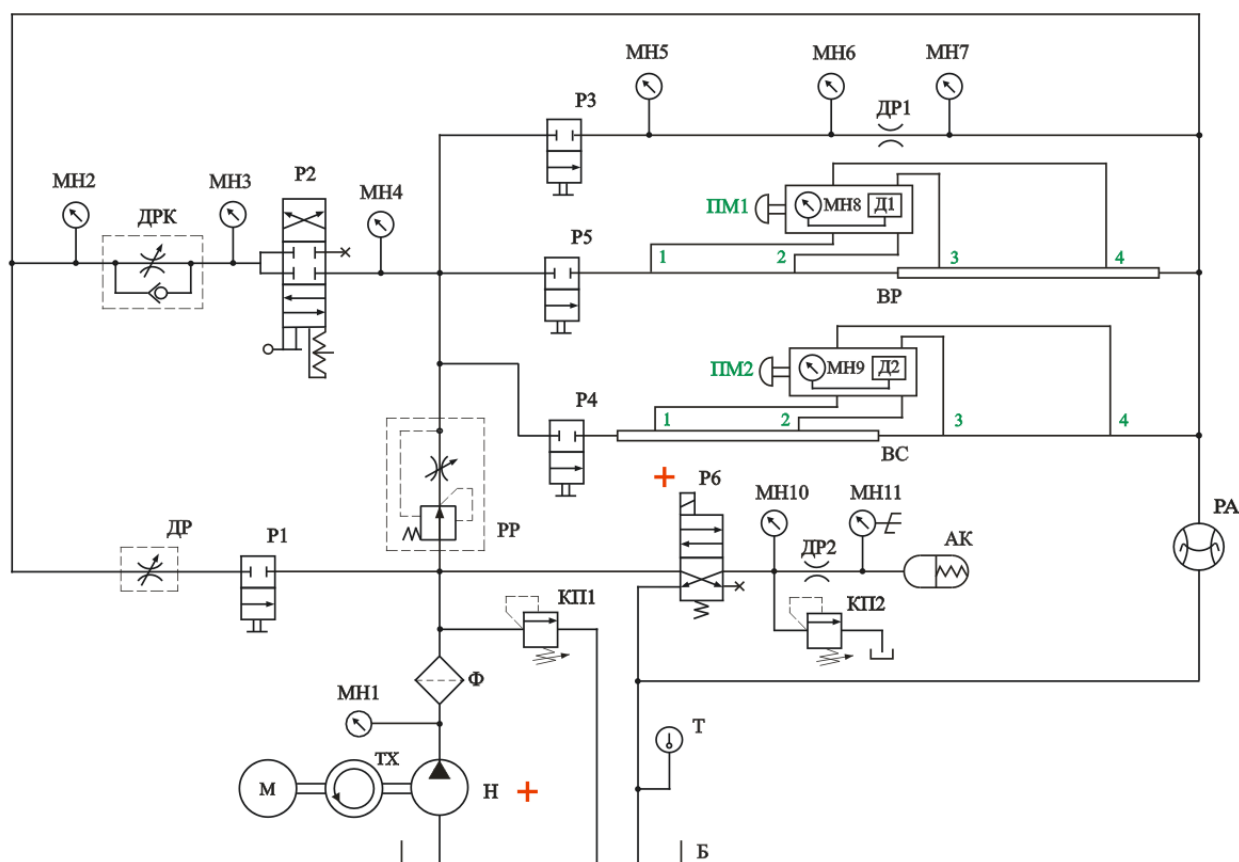 МН5
МН6
МН7
Р3
ДР1
Р2
МН2
МН3
МН4
ДРК
ПМ1
МН8
Д1
Р5
1
2
3
4
ВР
ПМ2
МН9
Д2
Р4
1
2
3
4
ВС
Р6
МН10
МН11
РА
РР
ДР
Р1
ДР2
АК
КП1
КП2
Ф
МН1
Т
ТХ
М
Н
Б